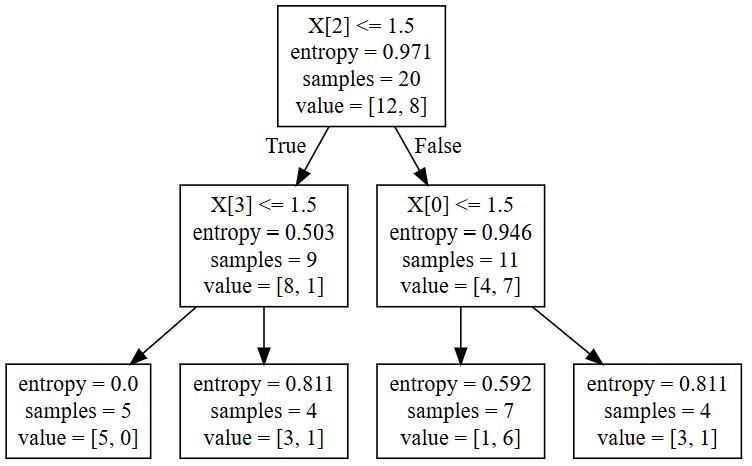 X[2] <= 1.5
entropy = 0.971
samples = 20
value = [12, 8]
True
False
X[3] <= 1.5
entropy = 0.503
samples = 9
value = [8, 1]
X[0] <= 1.5
entropy = 0.946
samples = 11
value = [4, 7]
entropy = 0.0
samples = 5
value = [5, 0]
entropy = 0.811
samples = 4
value = [3, 1]
entropy = 0.592
samples = 7
value = [1, 6]
entropy = 0.811
samples = 4
value = [3, 1]